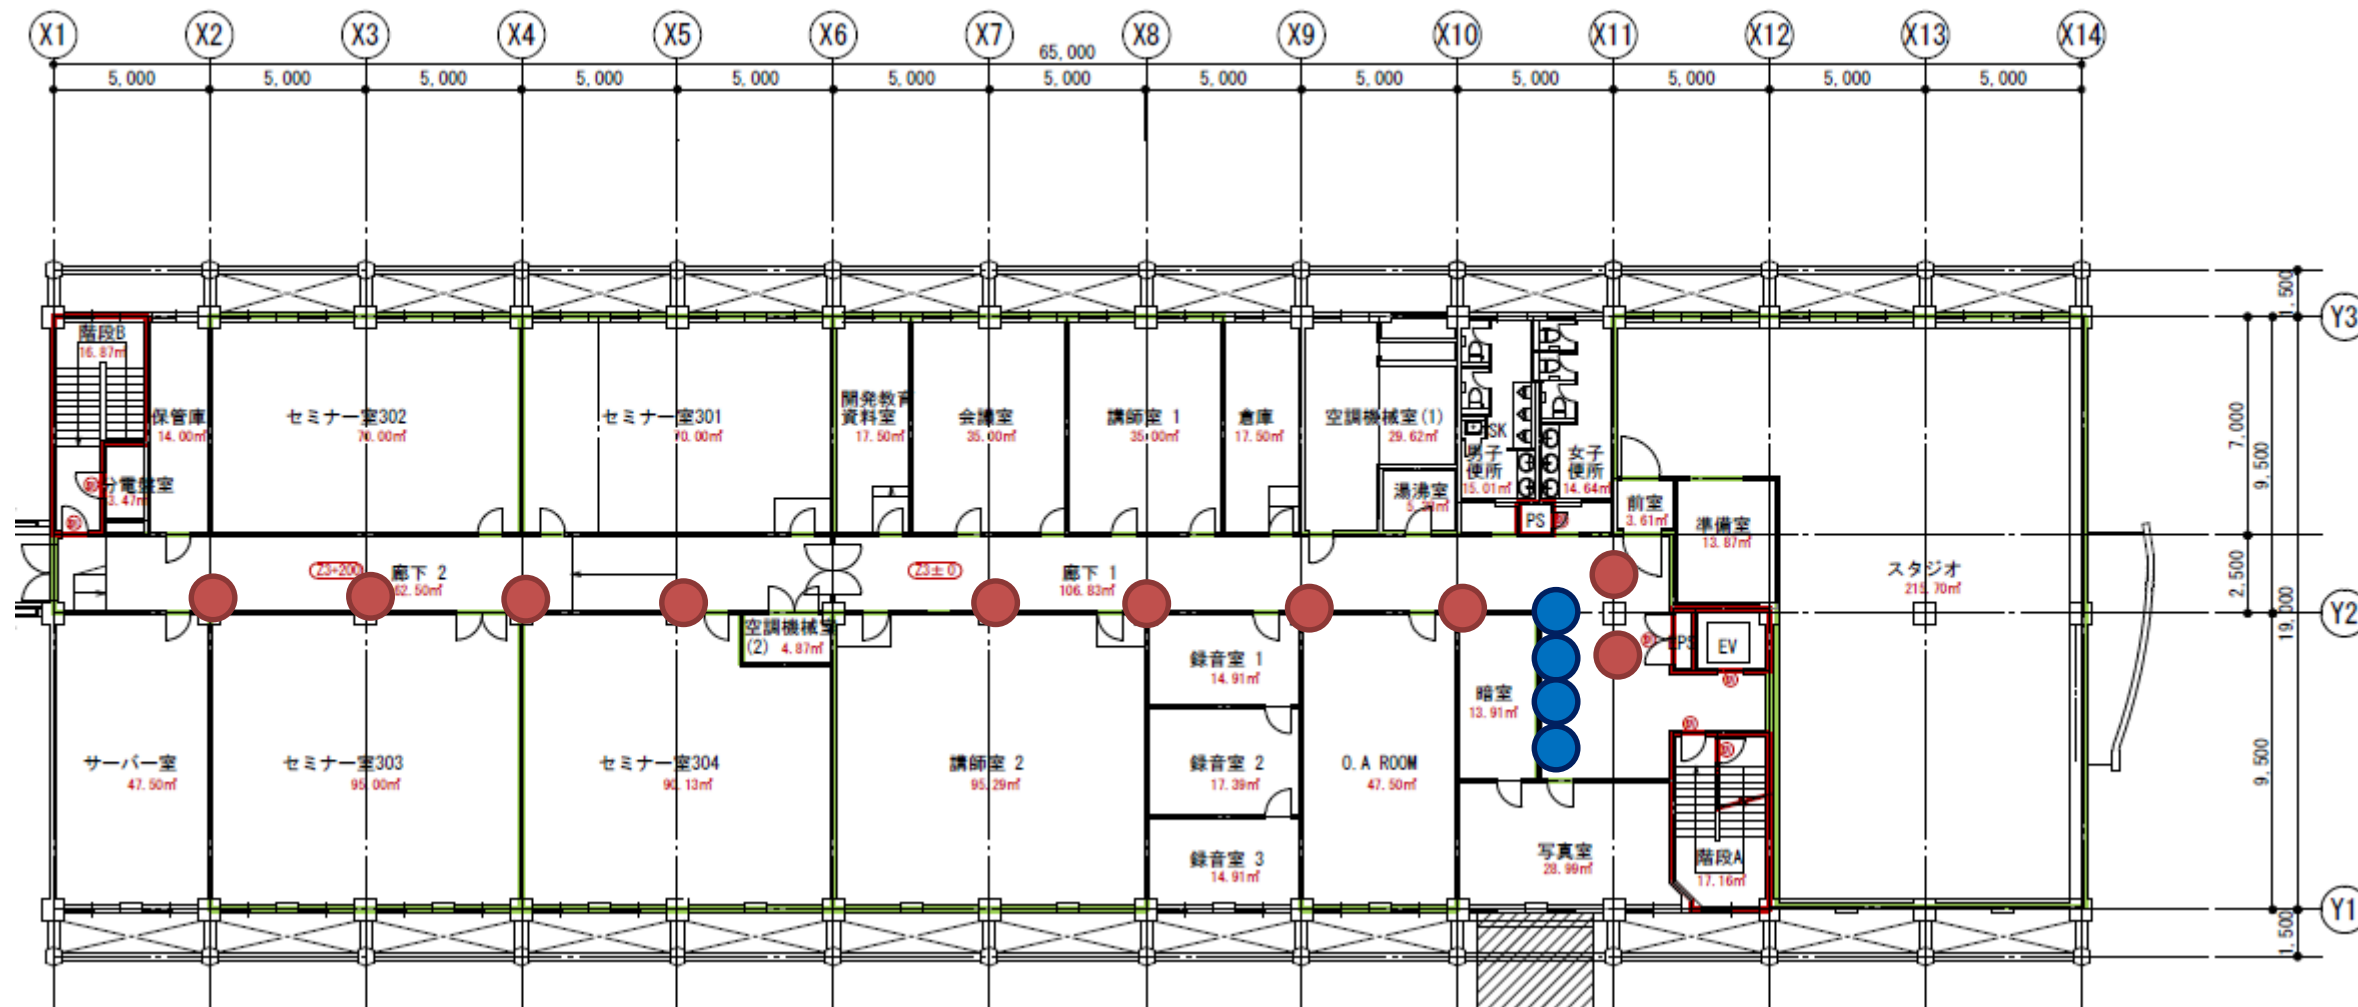 X1 X2 X3 X4 X5 X6 X7 X8 X9 X10 X11 X12 X13 X14
65,000
5,000 5,000 5,000 5,000 5,000 5,000 5,000 5,000 5,000 5,000 5,000 5,000 5,000
1,500
Y3
階段B
16.87㎡
保管庫
14.00㎡
分電盤室
3.47㎡
セミナー室302
70.00㎡
セミナー室301
70.00㎡
開発教育
資料室
17.50㎡
会議室
35.00㎡
講師室 1
35.00㎡
倉庫
17.50㎡
空調機械室(1)
29.62㎡
湯沸室
SK
男子
便所
15.01㎡
女子
便所
14.64㎡
PS
前室
3.61㎡
準備室
13.87㎡
スタジオ
215.70㎡
7,000
9,500
2,500
19,000
Y2
Z3+200
廊下 2
62.50㎡
Z3±0
廊下 1
106.83㎡
空調機械室
(2) 4.87㎡
EPS
EV
サーバー室
47.50㎡
セミナー室303
95.00㎡
セミナー室304
90.13㎡
講師室 2
95.29㎡
録音室 1
14.91㎡
録音室 2
17.39㎡
録音室 3
14.91㎡
O.A ROOM
47.50㎡
暗室
13.91㎡
写真室
28.99㎡
階段A
17.16㎡
9,500
Y1
1,500